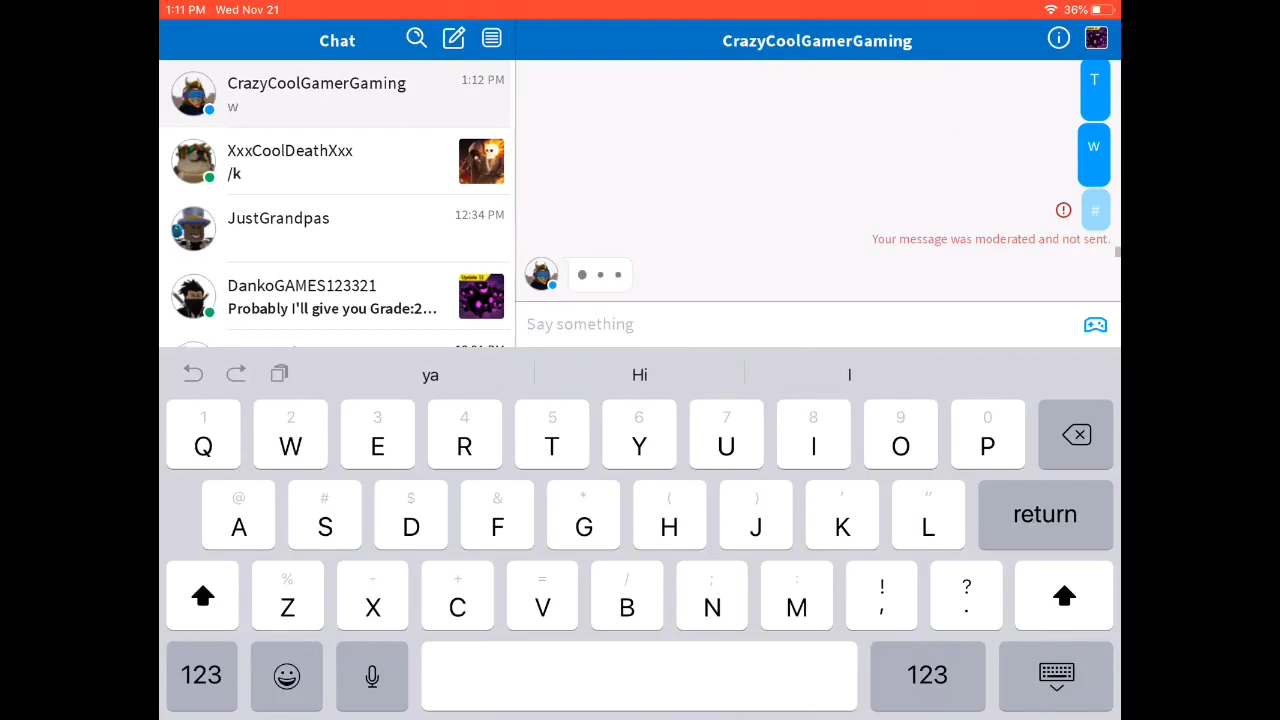 1:11 PM Wed Nov 21 36%
Chat
CrazyCoolGamerGaming
CrazyCoolGamerGaming 1:12 PM
w
XxxCoolDeathXxx
/k
JustGrandpas 12:34 PM
DankoGAMES123321
Probably I'll give you Grade:2...
Update 11
T
w
#
Your message was moderated and not sent.
Say something
ya Hi I
1 2 3 4 5 6 7 8 9 0
Q W E R T Y U I O P
@ # $ & * ( ) ' "
A S D F G H J K L return
% - + = / ; : ! ?
Z X C V B N M , .
123 123